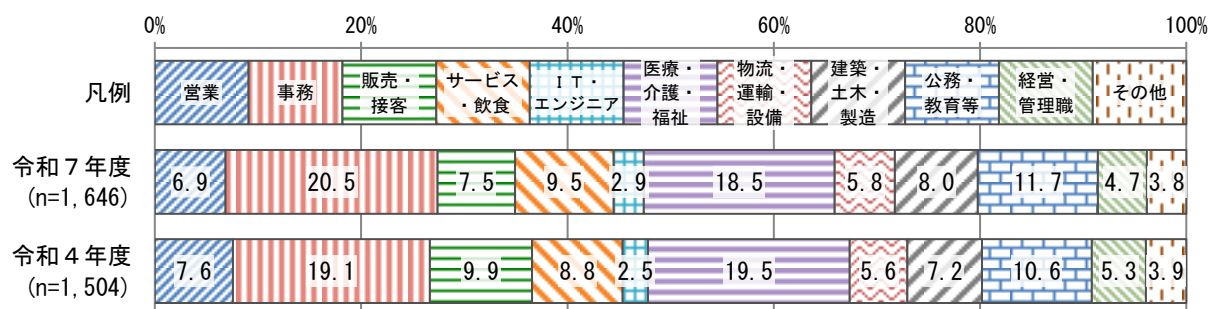 0% 20% 40% 60% 80% 100%
凡例
営業
事務
販売・
接客
サービス
・飲食
ＩＴ・
エンジニア
医療・
介護・
福祉
物流・
運輸・
設備
建築・
土木・
製造
公務・
教育等
経営・
管理職
その他
令和７年度
(n=1,646)
6.9 20.5 7.5 9.5 2.9 18.5 5.8 8.0 11.7 4.7 3.8
令和４年度
(n=1,504)
7.6 19.1 9.9 8.8 2.5 19.5 5.6 7.2 10.6 5.3 3.9